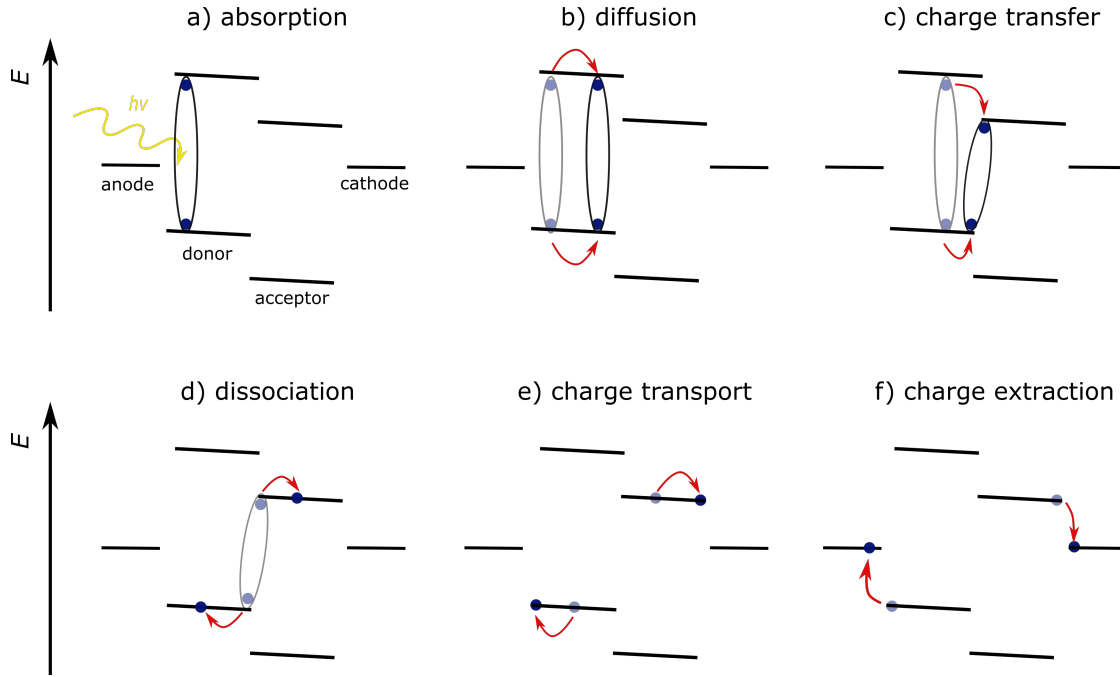 a) absorption
b) diffusion
c) charge transfer
E
hν
anode
cathode
donor
acceptor
d) dissociation
e) charge transport
f) charge extraction
E